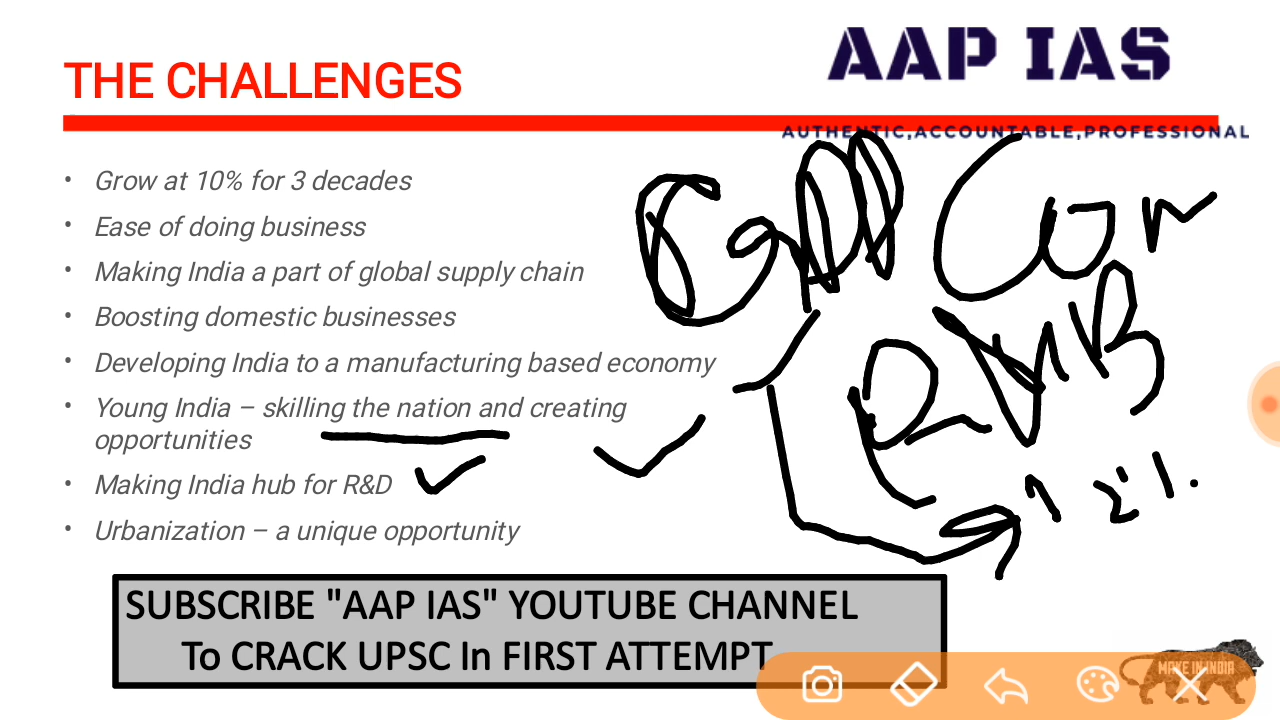 AAP IAS
THE CHALLENGES
AUTHENTIC,ACCOUNTABLE,PROFESSIONAL
• Grow at 10% for 3 decades
• Ease of doing business
• Making India a part of global supply chain
• Boosting domestic businesses
• Developing India to a manufacturing based economy
• Young India – skilling the nation and creating
opportunities
• Making India hub for R&D
• Urbanization – a unique opportunity
SUBSCRIBE "AAP IAS" YOUTUBE CHANNEL
To CRACK UPSC In FIRST ATTEMPT
MAKE IN INDIA